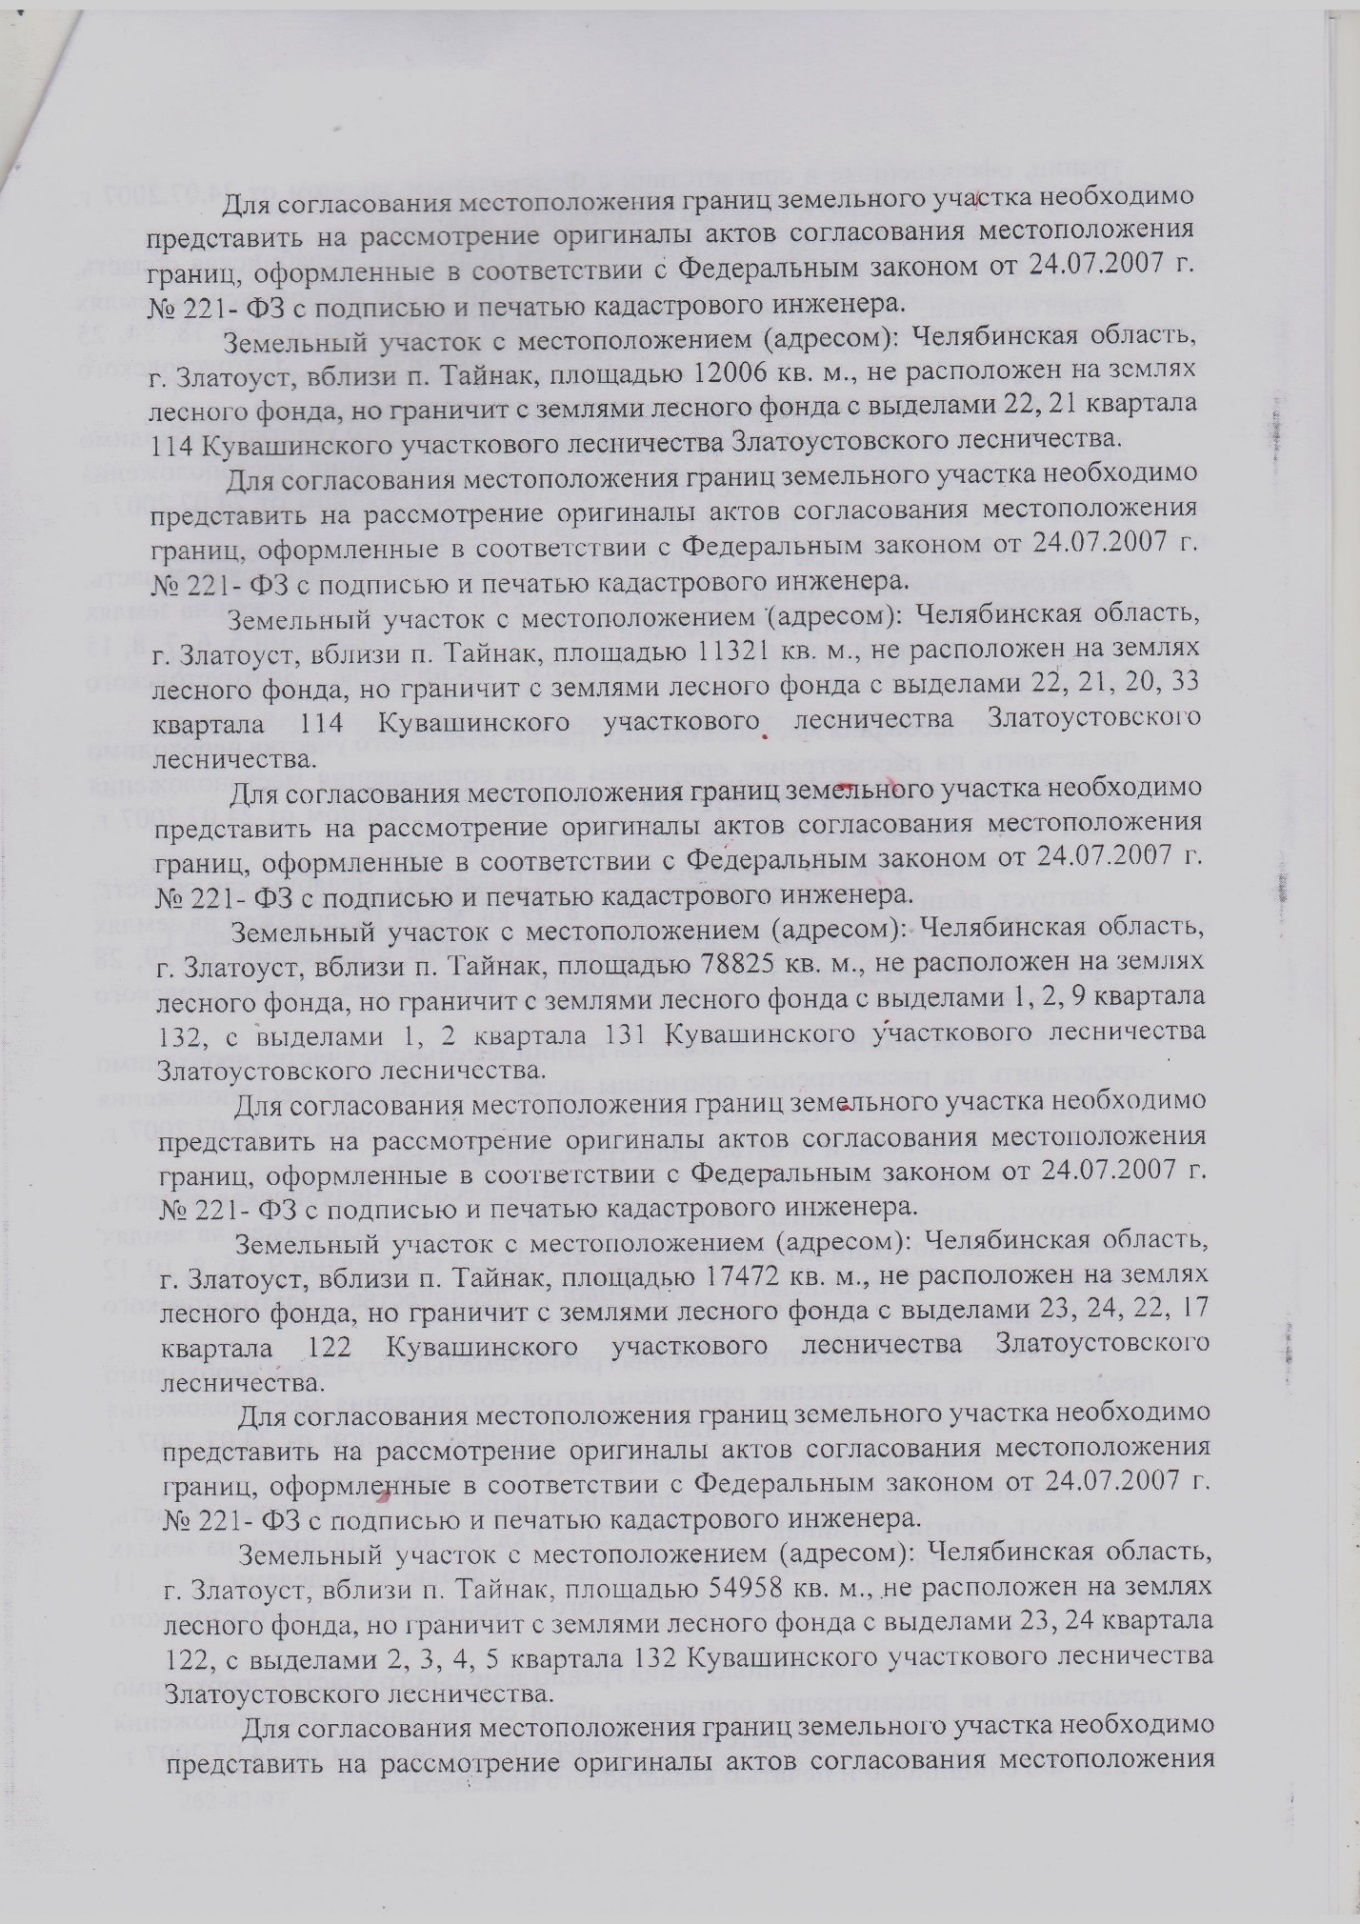 Для согласования местоположения границ земельного участка необходимо
представить на рассмотрение оригиналы актов согласования местоположения
границ, оформленные в соответствии с Федеральным законом от 24.07.2007 г.
№ 221- ФЗ с подписью и печатью кадастрового инженера.
Земельный участок с местоположением (адресом): Челябинская область,
г. Златоуст, вблизи п. Тайнак, площадью 12006 кв. м., не расположен на землях
лесного фонда, но граничит с землями лесного фонда с выделами 22, 21 квартала
114 Кувашинского участкового лесничества Златоустовского лесничества.
Для согласования местоположения границ земельного участка необходимо
представить на рассмотрение оригиналы актов согласования местоположения
границ, оформленные в соответствии с Федеральным законом от 24.07.2007 г.
№ 221- ФЗ с подписью и печатью кадастрового инженера.
Земельный участок с местоположением (адресом): Челябинская область,
г. Златоуст, вблизи п. Тайнак, площадью 11321 кв. м., не расположен на землях
лесного фонда, но граничит с землями лесного фонда с выделами 22, 21, 20, 33
квартала 114 Кувашинского участкового лесничества Златоустовского
лесничества.
Для согласования местоположения границ земельного участка необходимо
представить на рассмотрение оригиналы актов согласования местоположения
границ, оформленные в соответствии с Федеральным законом от 24.07.2007 г.
№ 221- ФЗ с подписью и печатью кадастрового инженера.
Земельный участок с местоположением (адресом): Челябинская область,
г. Златоуст, вблизи п. Тайнак, площадью 78825 кв. м., не расположен на землях
лесного фонда, но граничит с землями лесного фонда с выделами 1, 2, 9 квартала
132, с выделами 1, 2 квартала 131 Кувашинского участкового лесничества
Златоустовского лесничества.
Для согласования местоположения границ земельного участка необходимо
представить на рассмотрение оригиналы актов согласования местоположения
границ, оформленные в соответствии с Федеральным законом от 24.07.2007 г.
№ 221- ФЗ с подписью и печатью кадастрового инженера.
Земельный участок с местоположением (адресом): Челябинская область,
г. Златоуст, вблизи п. Тайнак, площадью 17472 кв. м., не расположен на землях
лесного фонда, но граничит с землями лесного фонда с выделами 23, 24, 22, 17
квартала 122 Кувашинского участкового лесничества Златоустовского
лесничества.
Для согласования местоположения границ земельного участка необходимо
представить на рассмотрение оригиналы актов согласования местоположения
границ, оформленные в соответствии с Федеральным законом от 24.07.2007 г.
№ 221- ФЗ с подписью и печатью кадастрового инженера.
Земельный участок с местоположением (адресом): Челябинская область,
г. Златоуст, вблизи п. Тайнак, площадью 54958 кв. м., не расположен на землях
лесного фонда, но граничит с землями лесного фонда с выделами 23, 24 квартала
122, с выделами 2, 3, 4, 5 квартала 132 Кувашинского участкового лесничества
Златоустовского лесничества.
Для согласования местоположения границ земельного участка необходимо
представить на рассмотрение оригиналы актов согласования местоположения